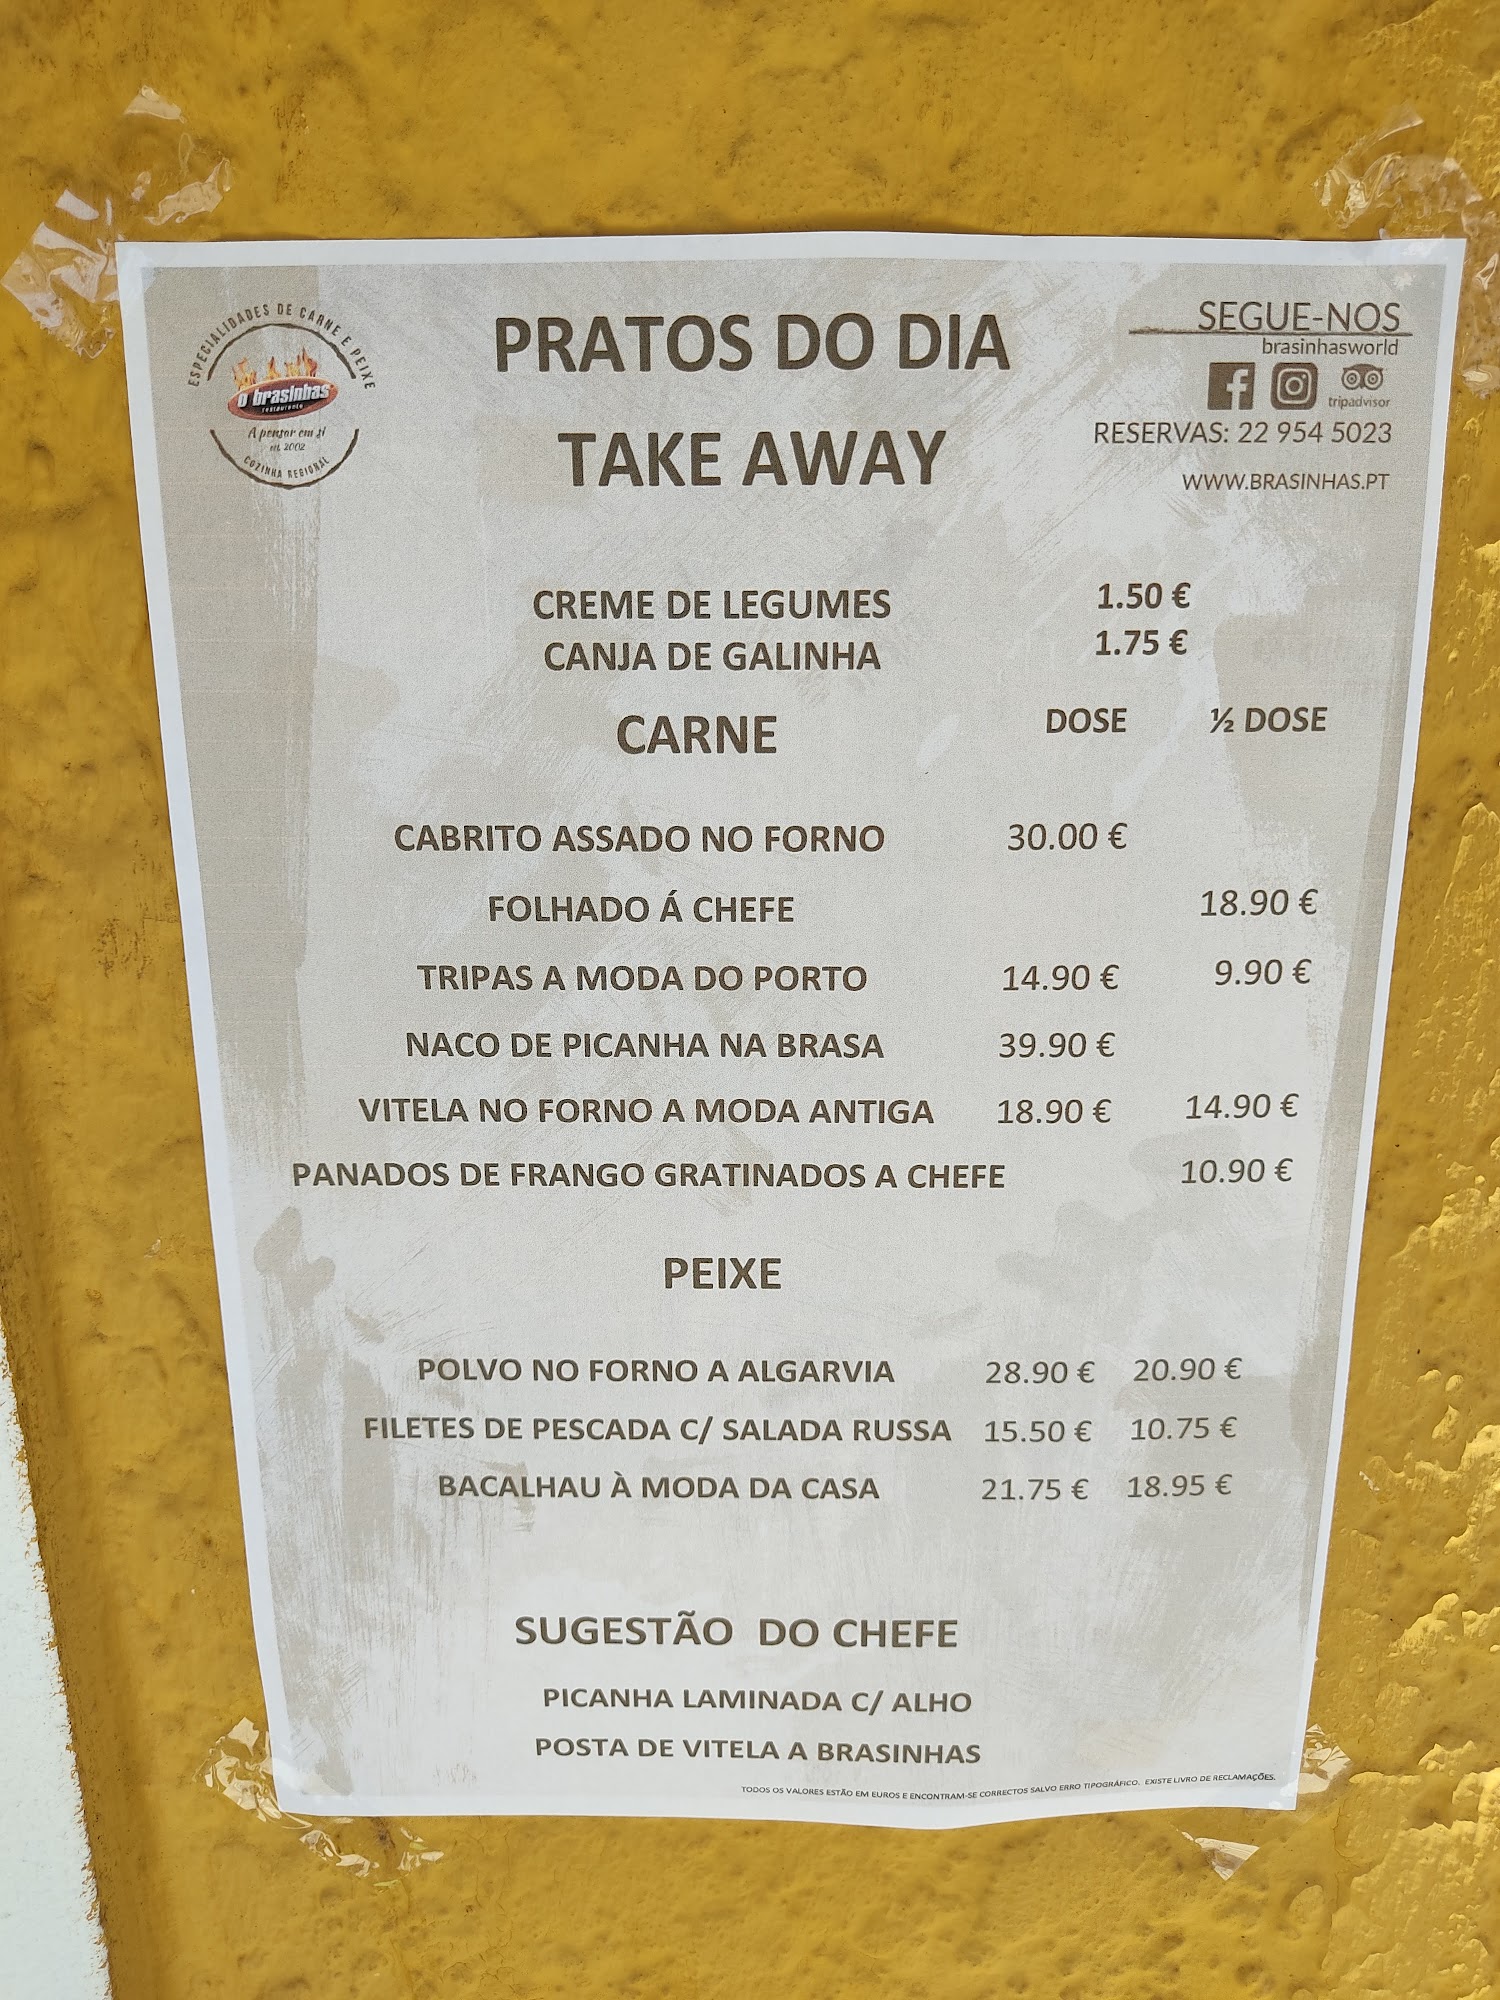 ESPECIALIDADES DE CARNE E PEIXE
o brasinhas
restaurante
A pensar em si
est. 2002
COZINHA REGIONAL
PRATOS DO DIA
TAKE AWAY
SEGUE-NOS
brasinhasworld
tripadvisor
RESERVAS: 22 954 5023
WWW.BRASINHAS.PT
CREME DE LEGUMES 1.50 €
CANJA DE GALINHA 1.75 €
CARNE DOSE ½ DOSE
CABRITO ASSADO NO FORNO 30.00 €
FOLHADO Á CHEFE 18.90 €
TRIPAS A MODA DO PORTO 14.90 € 9.90 €
NACO DE PICANHA NA BRASA 39.90 €
VITELA NO FORNO A MODA ANTIGA 18.90 € 14.90 €
PANADOS DE FRANGO GRATINADOS A CHEFE 10.90 €
PEIXE
POLVO NO FORNO A ALGARVIA 28.90 € 20.90 €
FILETES DE PESCADA C/ SALADA RUSSA 15.50 € 10.75 €
BACALHAU À MODA DA CASA 21.75 € 18.95 €
SUGESTÃO DO CHEFE
PICANHA LAMINADA C/ ALHO
POSTA DE VITELA A BRASINHAS
TODOS OS VALORES ESTÃO EM EUROS E ENCONTRAM-SE CORRECTOS SALVO ERRO TIPOGRÁFICO. EXISTE LIVRO DE RECLAMAÇÕES.